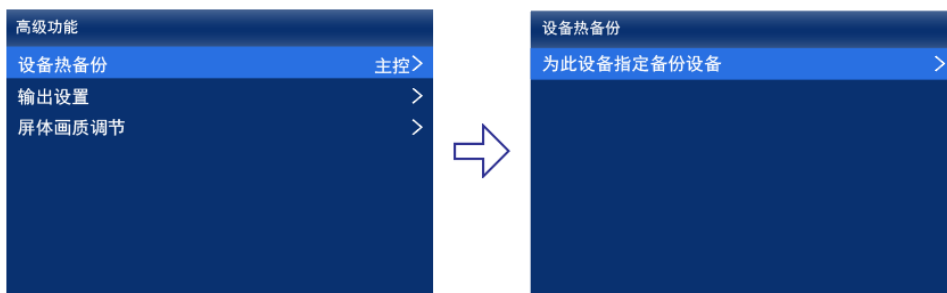 高级功能
设备热备份 主控>
输出设置 >
屏体画质调节 >
设备热备份
为此设备指定备份设备 >